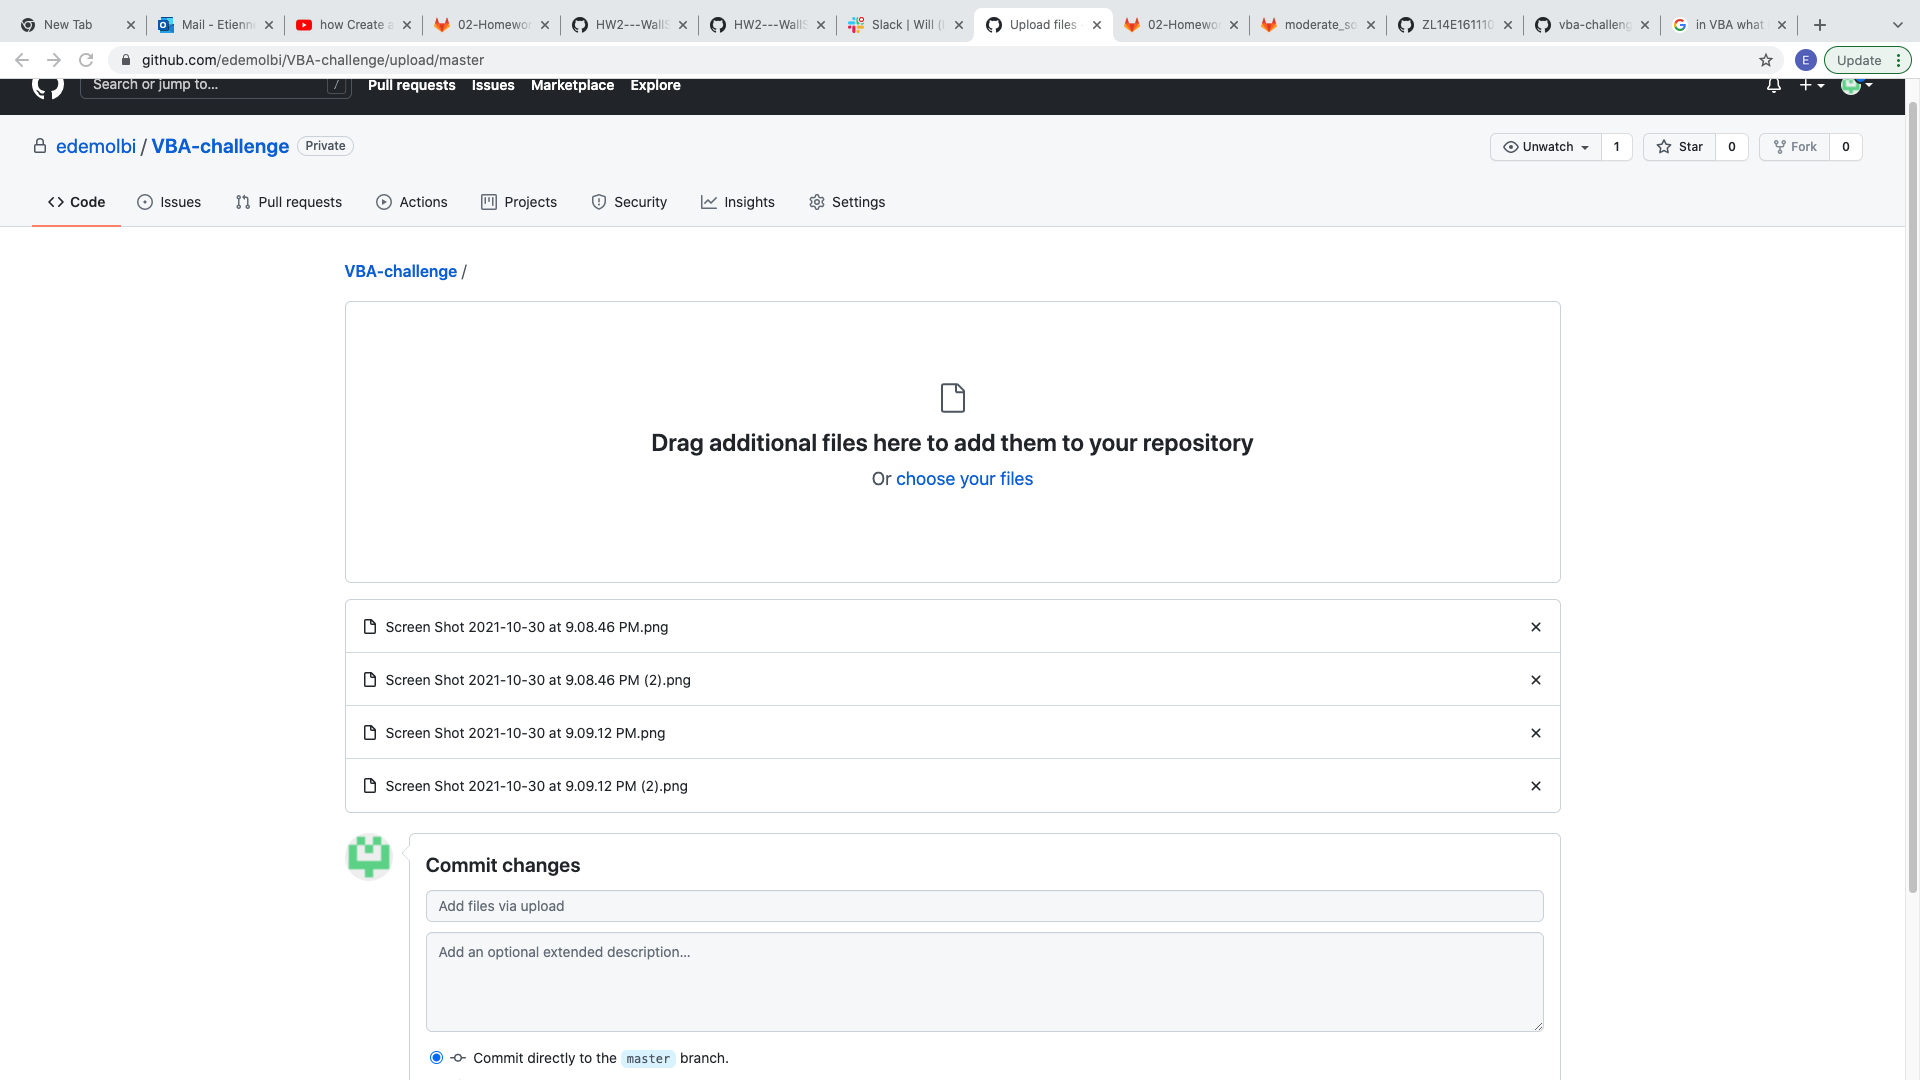 New Tab
Mail - Etienn
how Create a
02-Homewor
HW2---WallS
HW2---WallS
Slack | Will (
Upload files
02-Homewor
moderate_so
ZL14E161110
vba-challeng
in VBA what
github.com/edemolbi/VBA-challenge/upload/master
E
Update
Search or jump to...
/
Pull requests
Issues
Marketplace
Explore
edemolbi / VBA-challenge
Private
Unwatch
1
Star
0
Fork
0
Code
Issues
Pull requests
Actions
Projects
Security
Insights
Settings
VBA-challenge /
Drag additional files here to add them to your repository
Or choose your files
Screen Shot 2021-10-30 at 9.08.46 PM.png
Screen Shot 2021-10-30 at 9.08.46 PM (2).png
Screen Shot 2021-10-30 at 9.09.12 PM.png
Screen Shot 2021-10-30 at 9.09.12 PM (2).png
Commit changes
Add files via upload
Add an optional extended description...
Commit directly to the master branch.